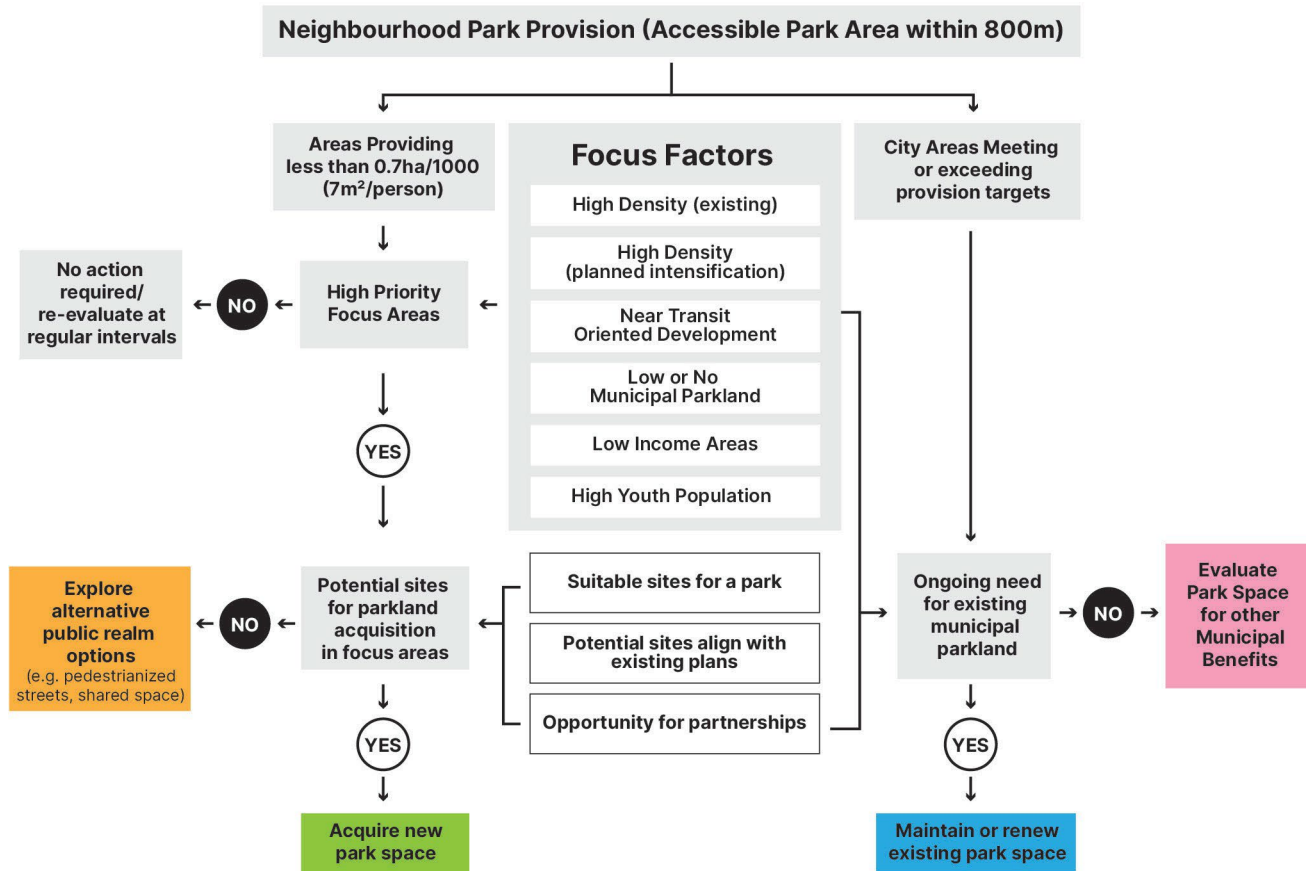 Neighbourhood Park Provision (Accessible Park Area within 800m)
Areas Providing
less than 0.7ha/1000
(7m²/person)
Focus Factors
High Density (existing)
High Density
(planned intensification)
Near Transit
Oriented Development
Low or No
Municipal Parkland
Low Income Areas
High Youth Population
City Areas Meeting
or exceeding
provision targets
No action
required/
re-evaluate at
regular intervals
NO
High Priority
Focus Areas
YES
Explore
alternative
public realm
options
(e.g. pedestrianized
streets, shared space)
NO
Potential sites
for parkland
acquisition
in focus areas
Suitable sites for a park
Potential sites align with
existing plans
Opportunity for partnerships
Ongoing need
for existing
municipal
parkland
NO
Evaluate
Park Space
for other
Municipal
Benefits
YES
YES
Acquire new
park space
Maintain or renew
existing park space